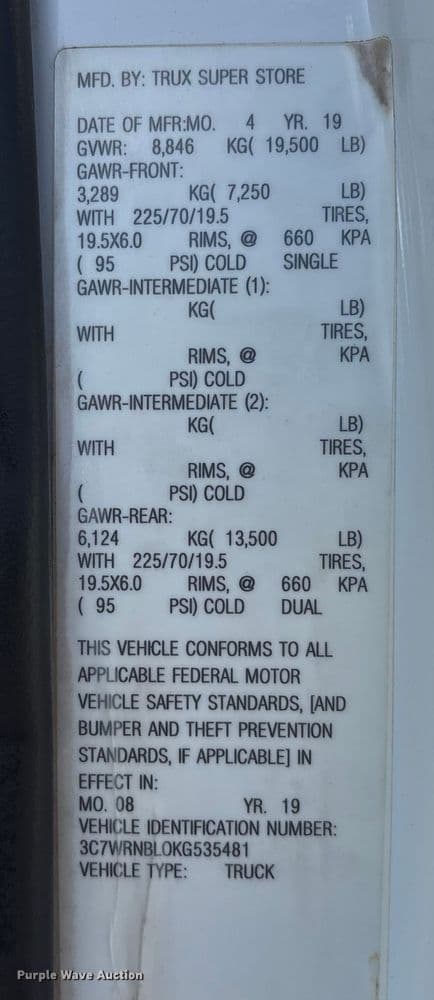 MFD. BY: TRUX SUPER STORE
DATE OF MFR:MO. 4 YR. 19
GVWR: 8,846 KG( 19,500 LB)
GAWR-FRONT:
3,289 KG( 7,250 LB)
WITH 225/70/19.5 TIRES,
19.5X6.0 RIMS, @ 660 KPA
( 95 PSI) COLD SINGLE
GAWR-INTERMEDIATE (1):
KG( LB)
WITH TIRES,
RIMS, @ KPA
( PSI) COLD
GAWR-INTERMEDIATE (2):
KG( LB)
WITH TIRES,
RIMS, @ KPA
( PSI) COLD
GAWR-REAR:
6,124 KG( 13,500 LB)
WITH 225/70/19.5 TIRES,
19.5X6.0 RIMS, @ 660 KPA
( 95 PSI) COLD DUAL
THIS VEHICLE CONFORMS TO ALL
APPLICABLE FEDERAL MOTOR
VEHICLE SAFETY STANDARDS, [AND
BUMPER AND THEFT PREVENTION
STANDARDS, IF APPLICABLE] IN
EFFECT IN:
MO. 08 YR. 19
VEHICLE IDENTIFICATION NUMBER:
3C7WRNBLOKG535481
VEHICLE TYPE: TRUCK
Purple Wave Auction